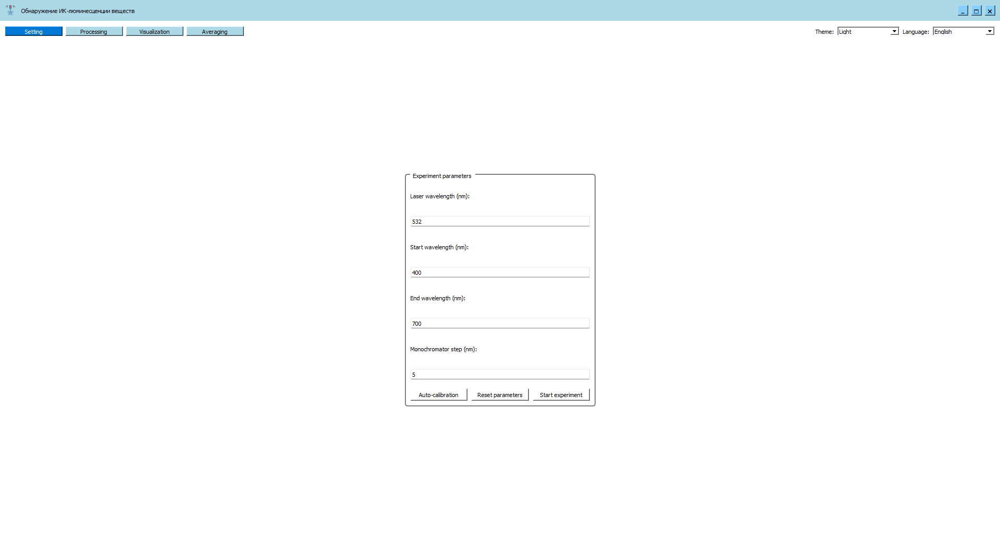 Обнаружение ИК-люминесценции веществ
Setting Processing Visualization Averaging Theme: Light Language: English
Experiment parameters
Laser wavelength (nm):
532
Start wavelength (nm):
400
End wavelength (nm):
700
Monochromator step (nm):
5
Auto-calibration Reset parameters Start experiment